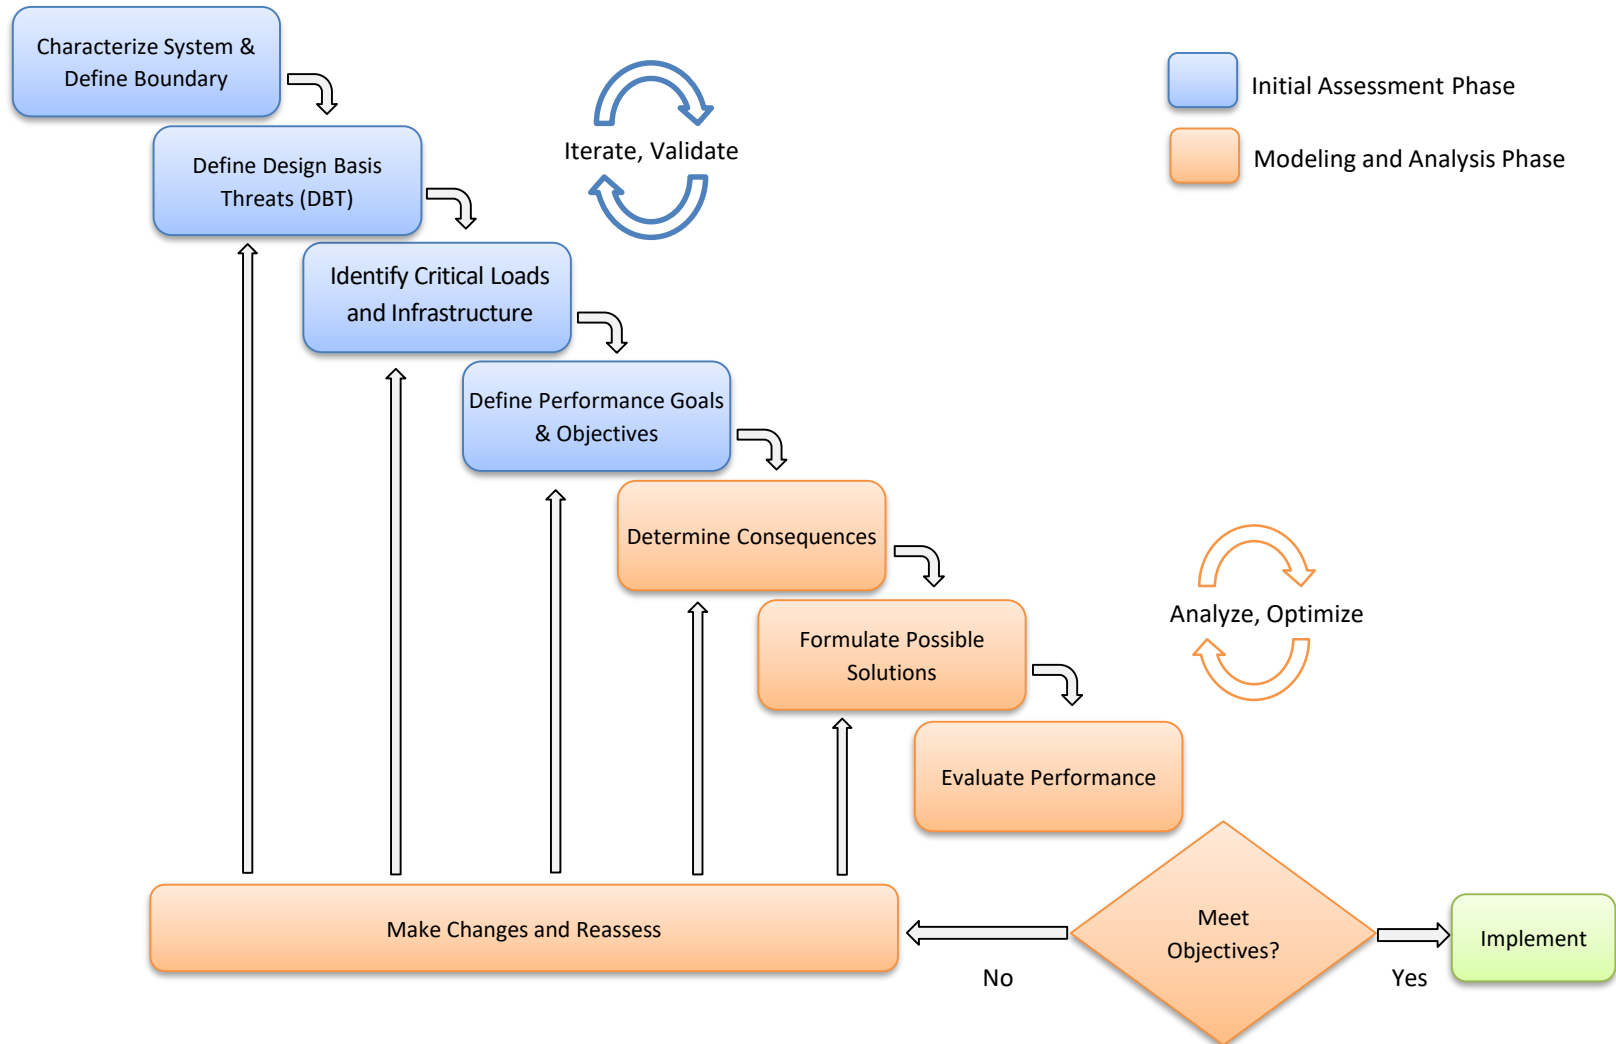 Characterize System &
Define Boundary
Define Design Basis
Threats (DBT)
Identify Critical Loads
and Infrastructure
Define Performance Goals
& Objectives
Determine Consequences
Formulate Possible
Solutions
Evaluate Performance
Meet
Objectives?
No
Yes
Make Changes and Reassess
Implement
Iterate, Validate
Analyze, Optimize
Initial Assessment Phase
Modeling and Analysis Phase